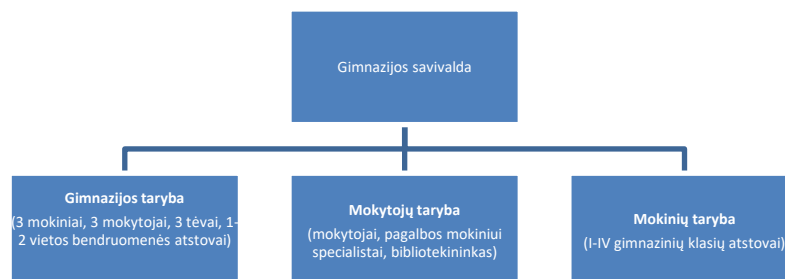 Gimnazijos savivalda
Gimnazijos taryba
(3 mokiniai, 3 mokytojai, 3 tėvai, 1-
2 vietos bendruomenės atstovai)
Mokytojų taryba
(mokytojai, pagalbos mokiniui
specialistai, bibliotekininkas)
Mokinių taryba
(I-IV gimnazinių klasių atstovai)